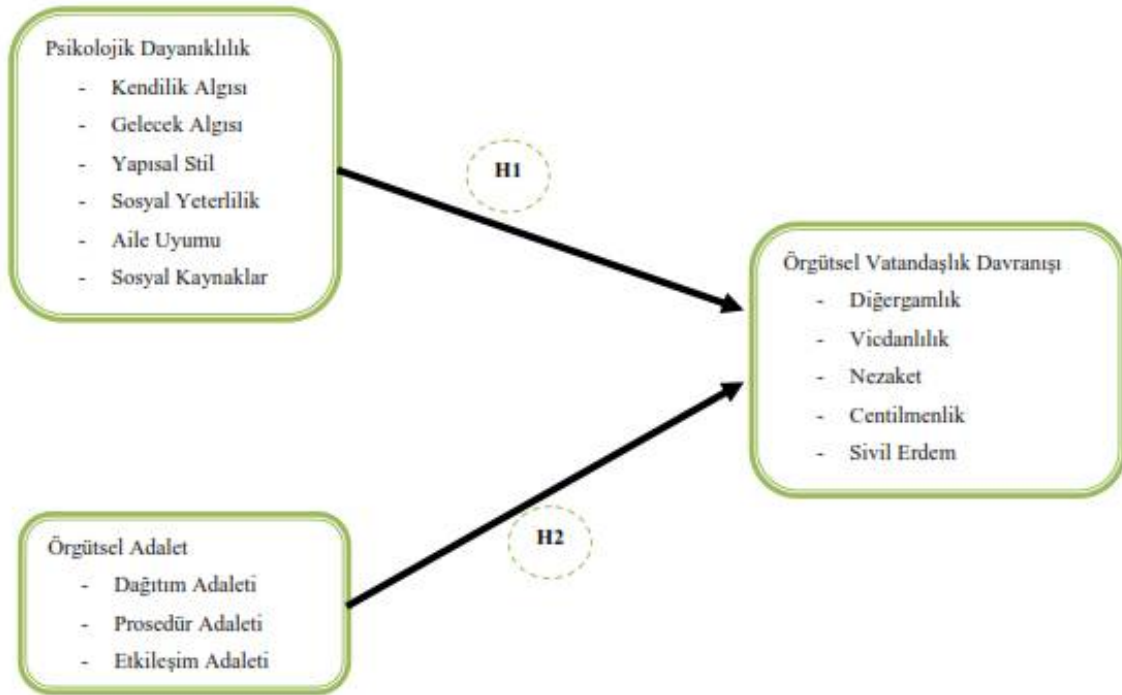 Psikolojik Dayanıklılık
- Kendilik Algısı
- Gelecek Algısı
- Yapısal Stil
- Sosyal Yeterlilik
- Aile Uyumu
- Sosyal Kaynaklar
H1
Örgütsel Vatandaşlık Davranışı
- Diğergamlık
- Vicdanlılık
- Nezaket
- Centilmenlik
- Sivil Erdem
H2
Örgütsel Adalet
- Dağıtım Adaleti
- Prosedür Adaleti
- Etkileşim Adaleti